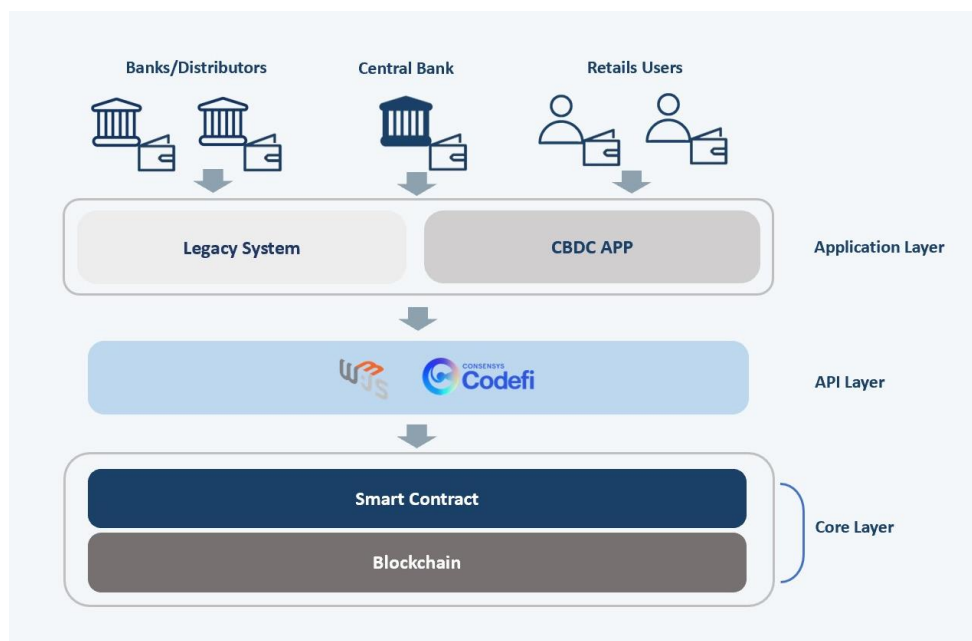 Banks/Distributors
Central Bank
Retails Users
Legacy System
CBDC APP
Application Layer
W3JS
CONSENSYS
Codefi
API Layer
Smart Contract
Core Layer
Blockchain